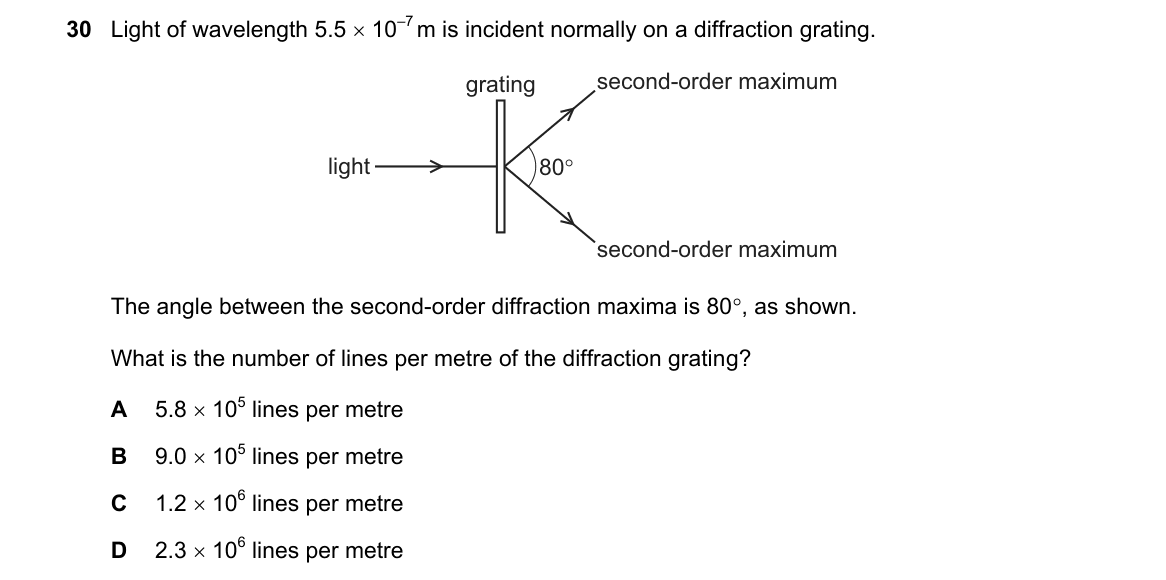 30 Light of wavelength 5.5 × 10⁻⁷ m is incident normally on a diffraction grating.
grating
second-order maximum
light
80°
second-order maximum
The angle between the second-order diffraction maxima is 80°, as shown.
What is the number of lines per metre of the diffraction grating?
A 5.8 × 10⁵ lines per metre
B 9.0 × 10⁵ lines per metre
C 1.2 × 10⁶ lines per metre
D 2.3 × 10⁶ lines per metre